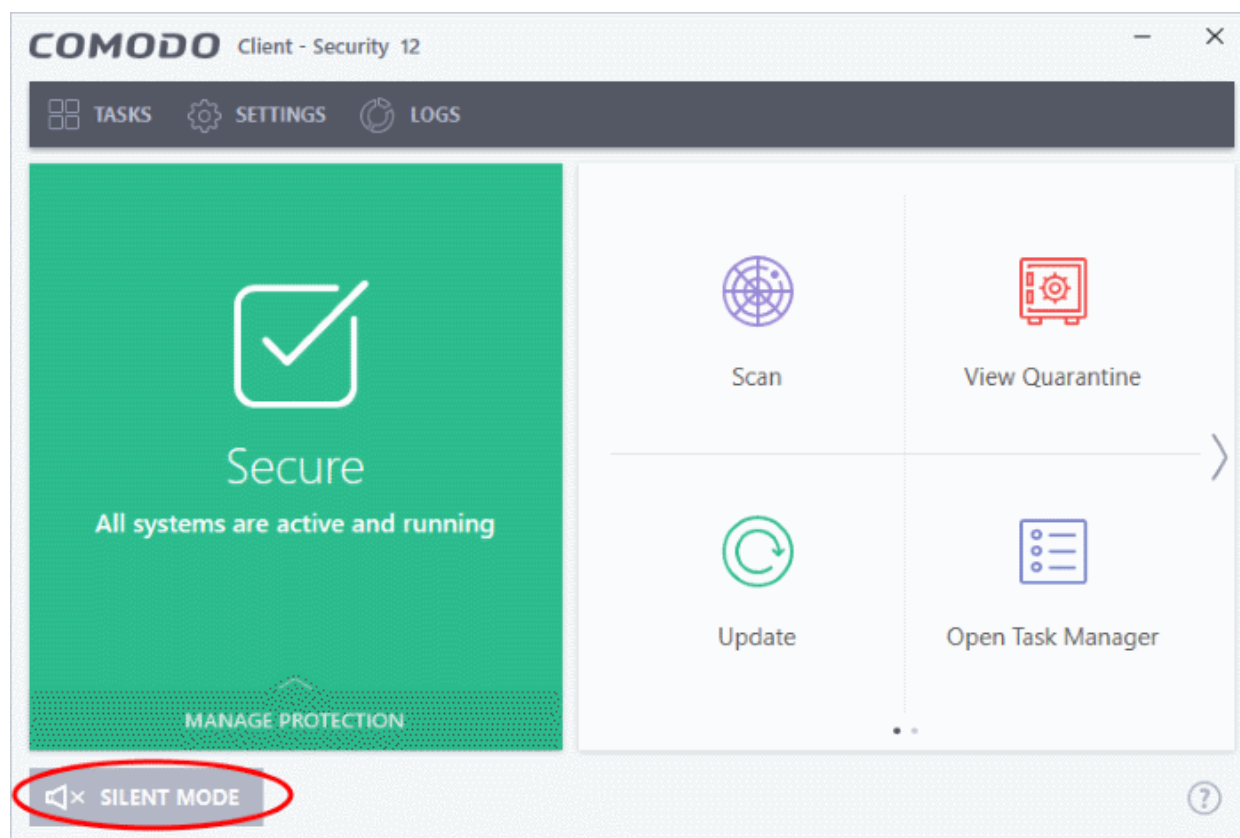 COMODO Client - Security 12
TASKS SETTINGS LOGS
Secure
All systems are active and running
MANAGE PROTECTION
Scan
View Quarantine
Update
Open Task Manager
SILENT MODE
?